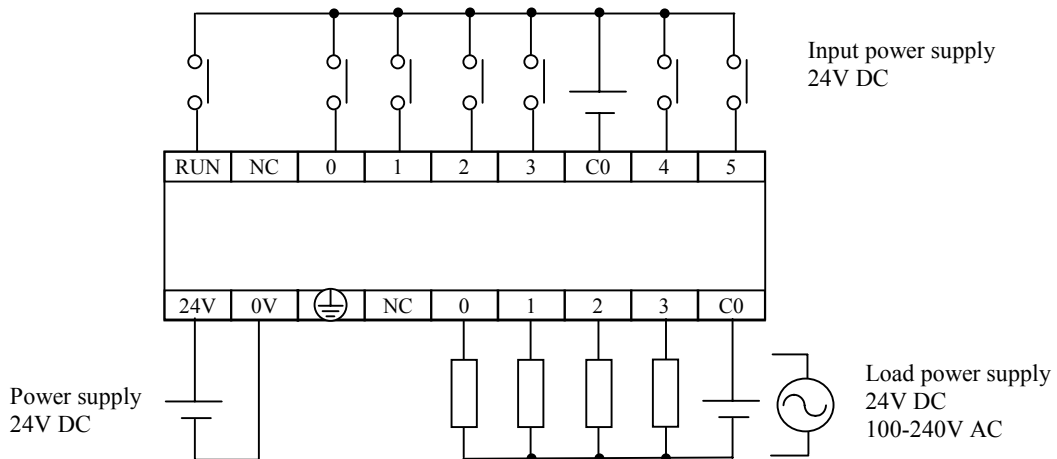 Input power supply
24V DC
RUN NC 0 1 2 3 C0 4 5
24V 0V NC 0 1 2 3 C0
Power supply
24V DC
Load power supply
24V DC
100-240V AC